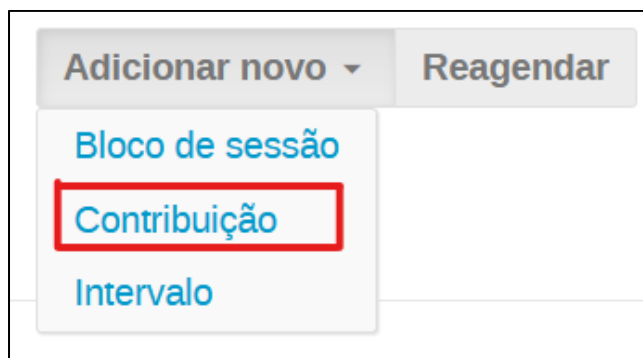 Adicionar novo Reagendar
Bloco de sessão
Contribuição
Intervalo